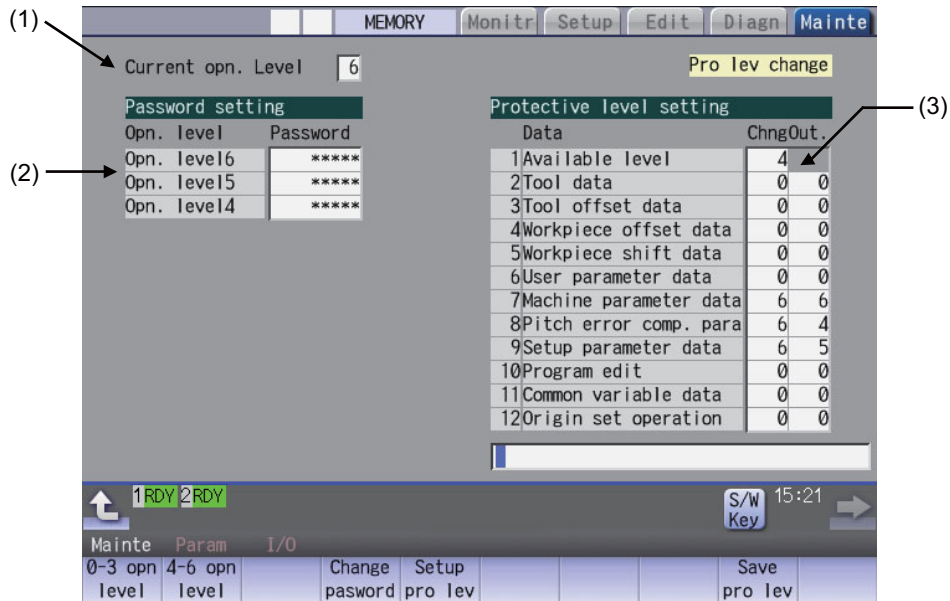 (1)
MEMORY Monitr Setup Edit Diagn Mainte
Current opn. Level 6
Pro lev change
(2)
Password setting
Opn. level Password
Opn. level6 *****
Opn. level5 *****
Opn. level4 *****
(3)
Protective level setting
Data Chng Out.
1 Available level 4
2 Tool data 0 0
3 Tool offset data 0 0
4 Workpiece offset data 0 0
5 Workpiece shift data 0 0
6 User parameter data 0 0
7 Machine parameter data 6 6
8 Pitch error comp. para 6 4
9 Setup parameter data 6 5
10 Program edit 0 0
11 Common variable data 0 0
12 Origin set operation 0 0
1 RDY 2 RDY
S/W Key 15:21
Mainte Param I/O
0-3 opn level
4-6 opn level
Change pasword
Setup pro lev
Save pro lev